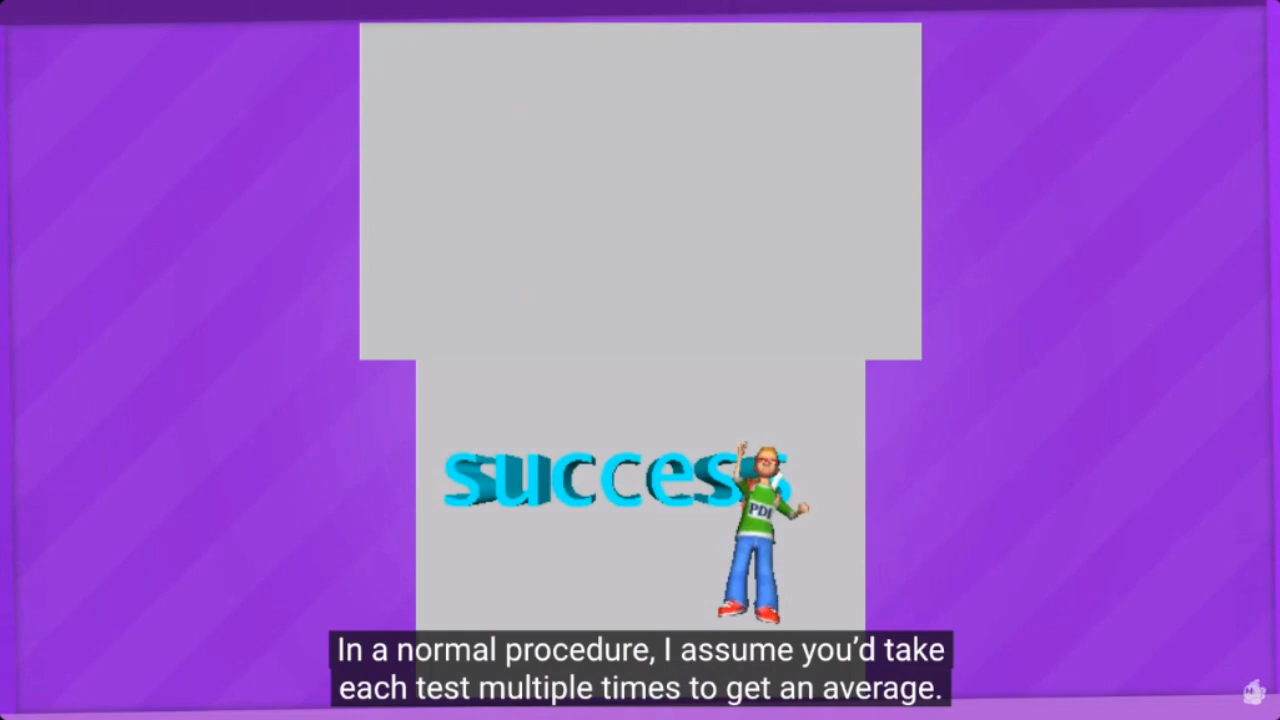 success
PDI
In a normal procedure, I assume you’d take
each test multiple times to get an average.